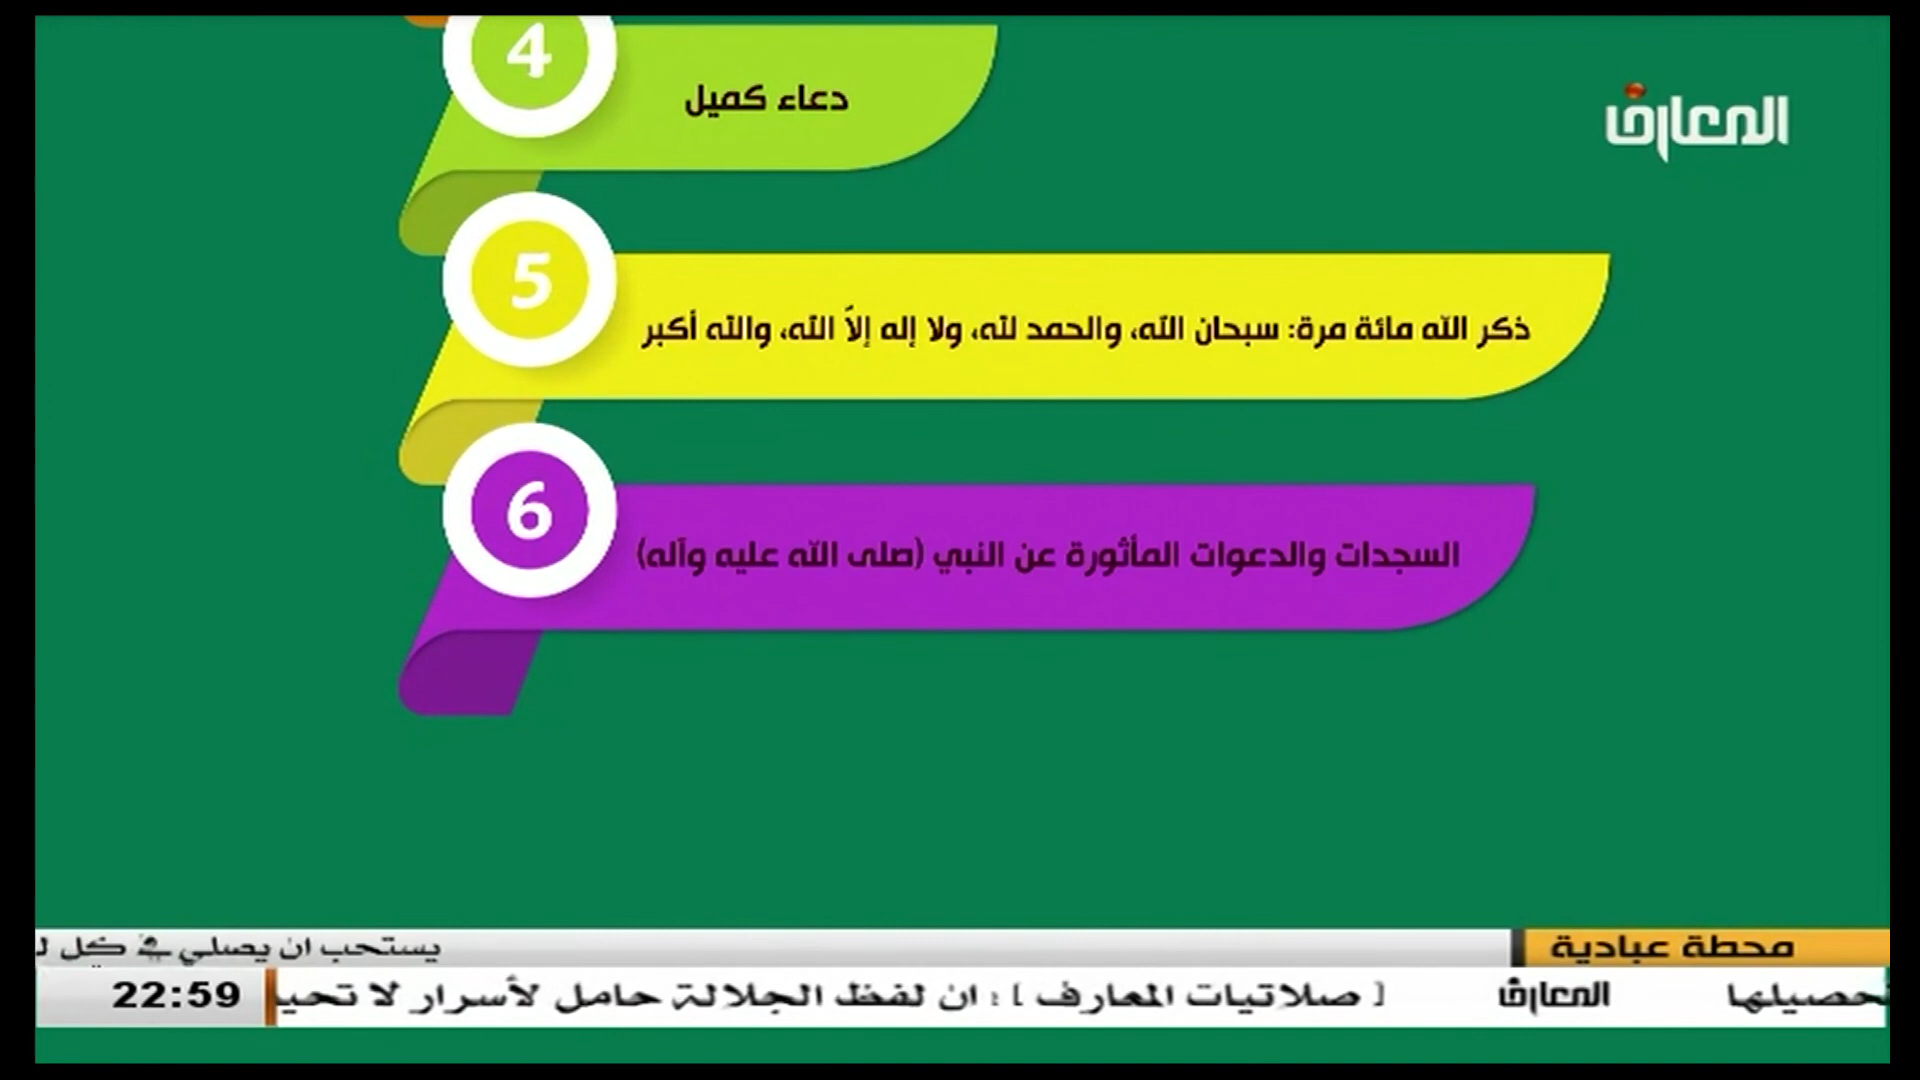 4
دعاء كميل
المعارف
5
ذكر الله مائة مرة: سبحان الله، والحمد لله، ولا إله إلاَّ الله، والله أكبر
6
السجدات والدعوات المأثورة عن النبي (صلى الله عليه وآله)
محطة عبادية
يستحب ان يصلي في كل
تحصيلها المعارف [ صلاتيات المعارف ] : ان لفظ الجلالة حامل لأسرار لا
22:59